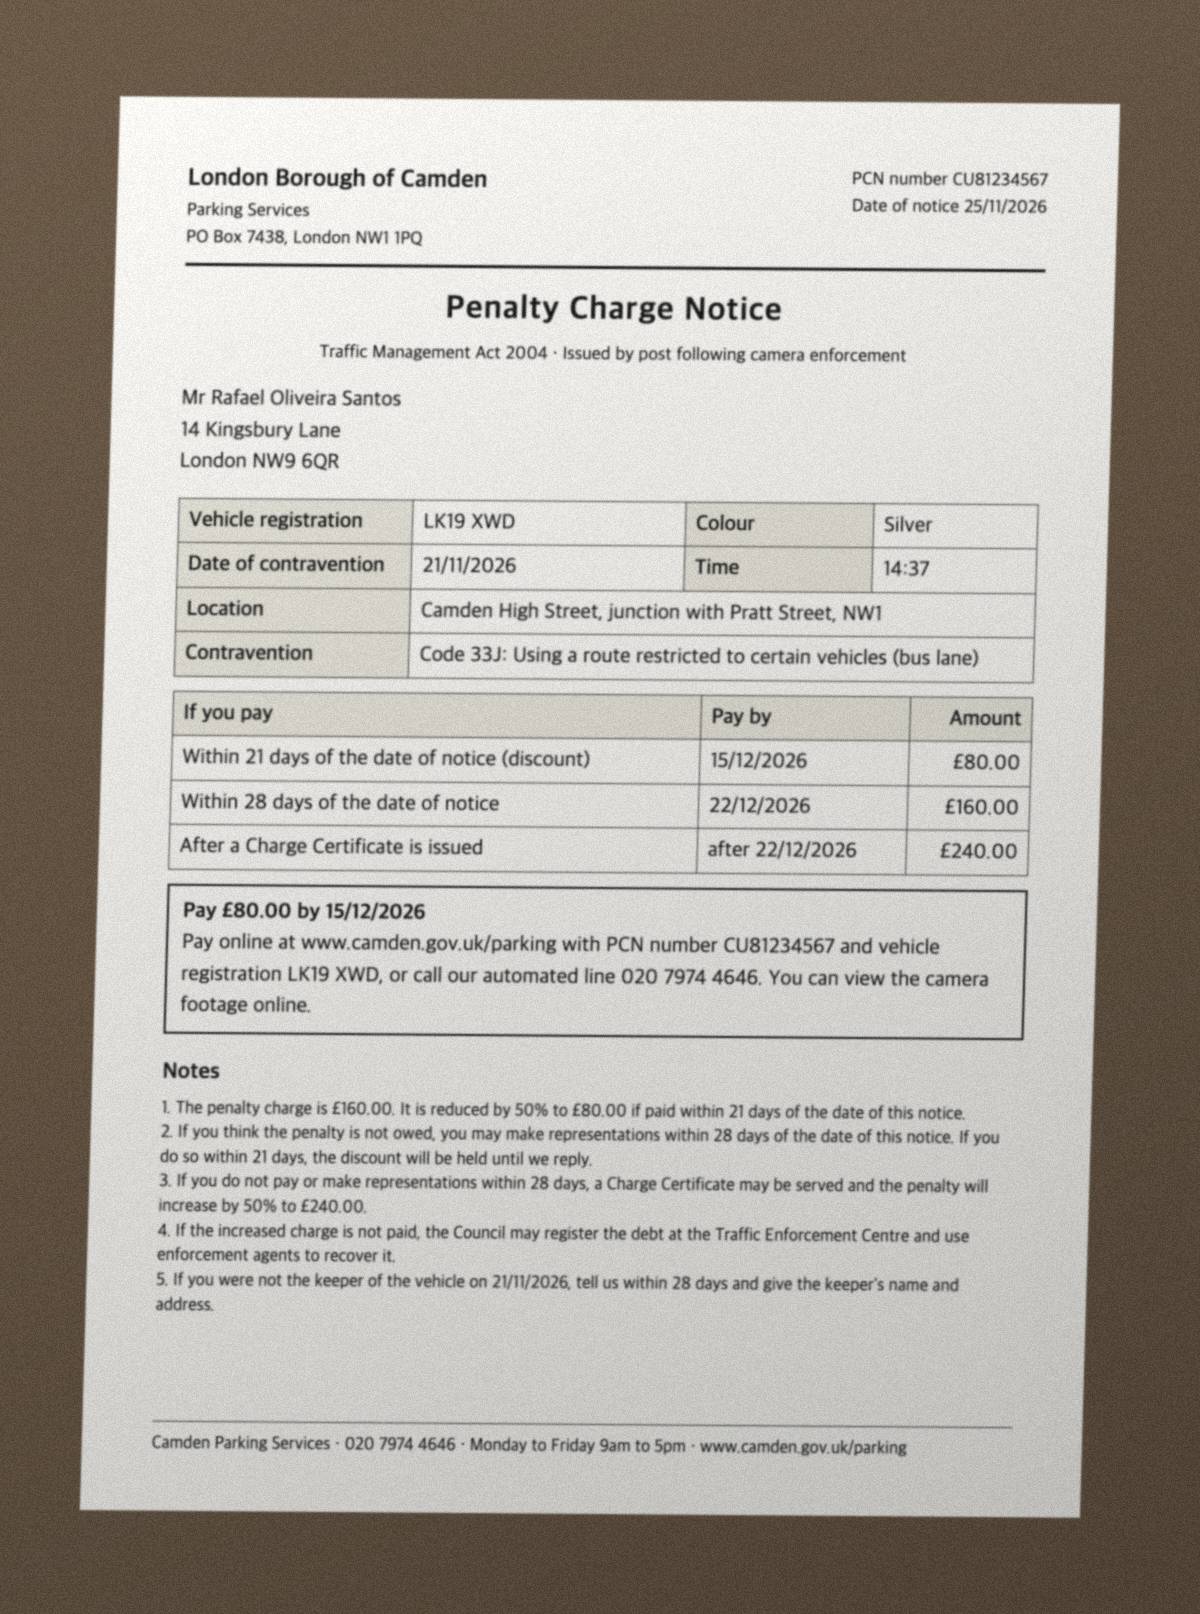 London Borough of Camden
Parking Services
PO Box 7438, London NW1 1PQ
PCN number CU81234567
Date of notice 25/11/2026
Penalty Charge Notice
Traffic Management Act 2004 · Issued by post following camera enforcement
Mr Rafael Oliveira Santos
14 Kingsbury Lane
London NW9 6QR
Vehicle registration LK19 XWD Colour Silver
Date of contravention 21/11/2026 Time 14:37
Location Camden High Street, junction with Pratt Street, NW1
Contravention Code 33J: Using a route restricted to certain vehicles (bus lane)
If you pay Pay by Amount
Within 21 days of the date of notice (discount) 15/12/2026 £80.00
Within 28 days of the date of notice 22/12/2026 £160.00
After a Charge Certificate is issued after 22/12/2026 £240.00
Pay £80.00 by 15/12/2026
Pay online at www.camden.gov.uk/parking with PCN number CU81234567 and vehicle
registration LK19 XWD, or call our automated line 020 7974 4646. You can view the camera
footage online.
Notes
1. The penalty charge is £160.00. It is reduced by 50% to £80.00 if paid within 21 days of the date of this notice.
2. If you think the penalty is not owed, you may make representations within 28 days of the date of this notice. If you
do so within 21 days, the discount will be held until we reply.
3. If you do not pay or make representations within 28 days, a Charge Certificate may be served and the penalty will
increase by 50% to £240.00.
4. If the increased charge is not paid, the Council may register the debt at the Traffic Enforcement Centre and use
enforcement agents to recover it.
5. If you were not the keeper of the vehicle on 21/11/2026, tell us within 28 days and give the keeper's name and
address.
Camden Parking Services · 020 7974 4646 · Monday to Friday 9am to 5pm · www.camden.gov.uk/parking